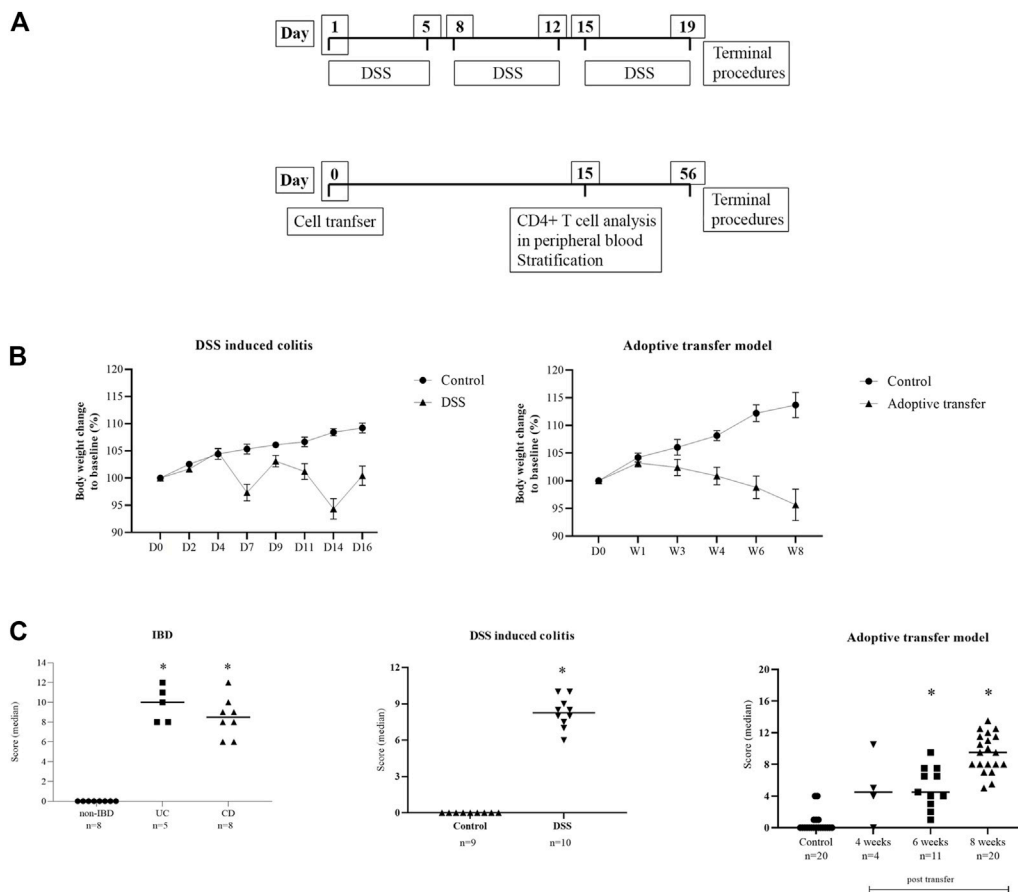 A
Day 1 5 8 12 15 19
DSS DSS DSS
Terminal
procedures
Day 0 15 56
Cell tranfser
CD4+ T cell analysis
in peripheral blood
Stratification
Terminal
procedures
B
DSS induced colitis
Body weight change
to baseline (%)
120
115
110
105
100
95
90
D0 D2 D4 D7 D9 D11 D14 D16
Control
DSS
Adoptive transfer model
Body weight change
to baseline (%)
120
115
110
105
100
95
90
D0 W1 W3 W4 W6 W8
Control
Adoptive transfer
C
IBD
Score (median)
14
12
10
8
6
4
2
0
* *
non-IBD UC CD
n=8 n=5 n=8
DSS induced colitis
Score (median)
12
9
6
3
0
*
Control DSS
n=9 n=10
Adoptive transfer model
Score (median)
20
16
12
8
4
0
* *
Control 4 weeks 6 weeks 8 weeks
n=20 n=4 n=11 n=20
post transfer